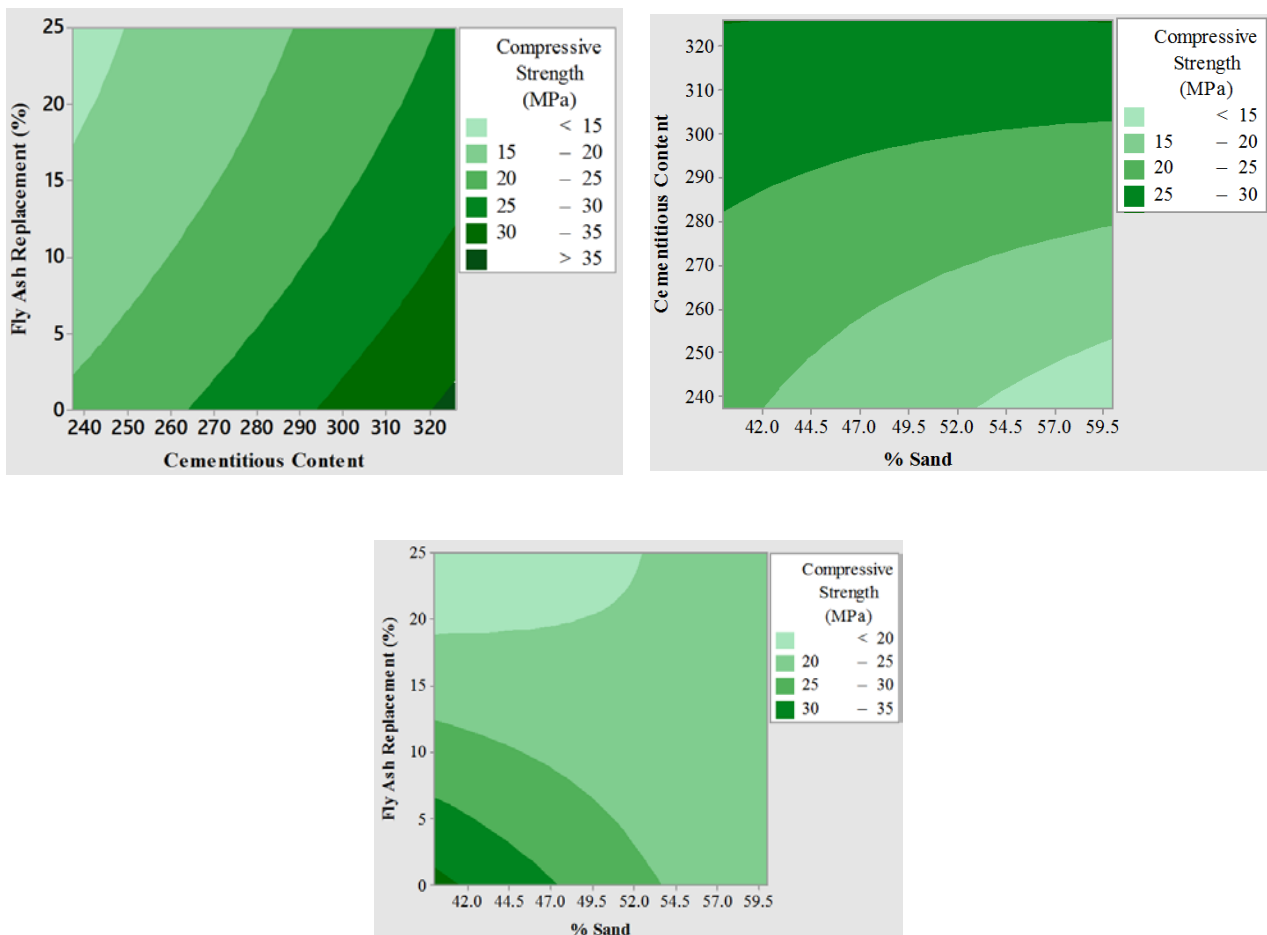 25
20
15
10
5
0
Fly Ash Replacement (%)
240 250 260 270 280 290 300 310 320
Cementitious Content
Compressive
Strength
(MPa)
< 15
15 – 20
20 – 25
25 – 30
30 – 35
> 35
320
310
300
290
280
270
260
250
240
Cementitious Content
42.0 44.5 47.0 49.5 52.0 54.5 57.0 59.5
% Sand
Compressive
Strength
(MPa)
< 15
15 – 20
20 – 25
25 – 30
25
20
15
10
5
0
Fly Ash Replacement (%)
42.0 44.5 47.0 49.5 52.0 54.5 57.0 59.5
% Sand
Compressive
Strength
(MPa)
< 20
20 – 25
25 – 30
30 – 35